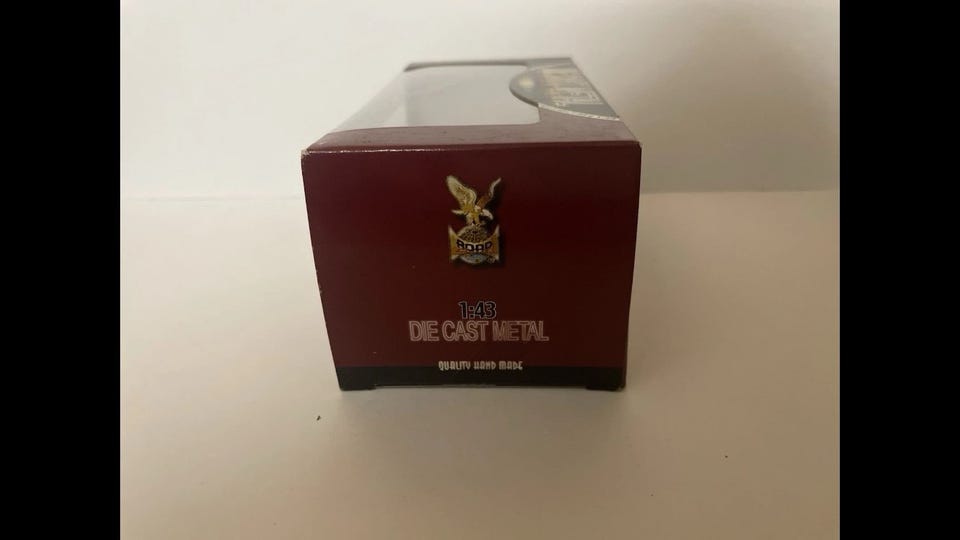 ROAD
1:43
DIE CAST METAL
QUALITY HAND MADE